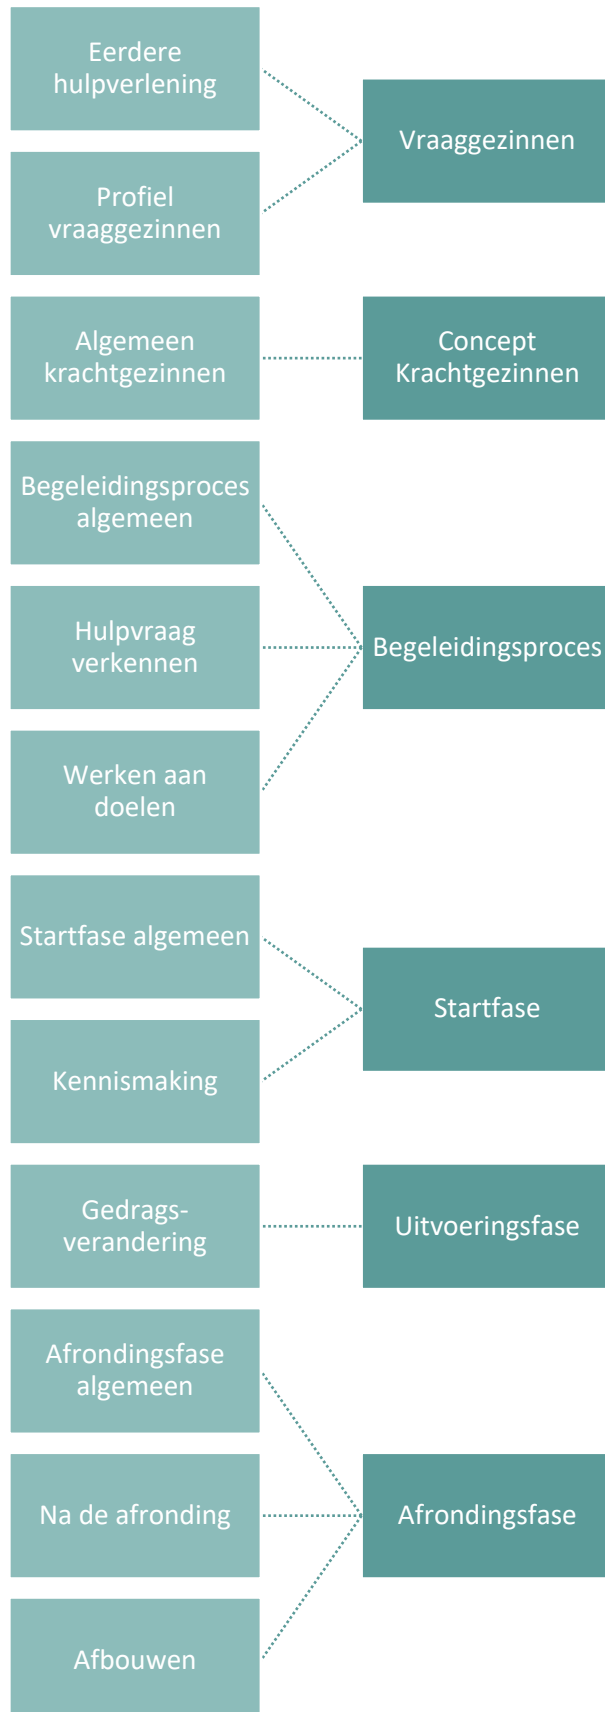 Eerdere
hulpverlening
Vraaggezinnen
Profiel
vraaggezinnen
Algemeen
krachtgezinnen
Concept
Krachtgezinnen
Begeleidingsproces
algemeen
Hulpvraag
verkennen
Begeleidingsproces
Werken aan
doelen
Startfase algemeen
Startfase
Kennismaking
Gedrags-
verandering
Uitvoeringsfase
Afrondingsfase
algemeen
Na de afronding
Afrondingsfase
Afbouwen